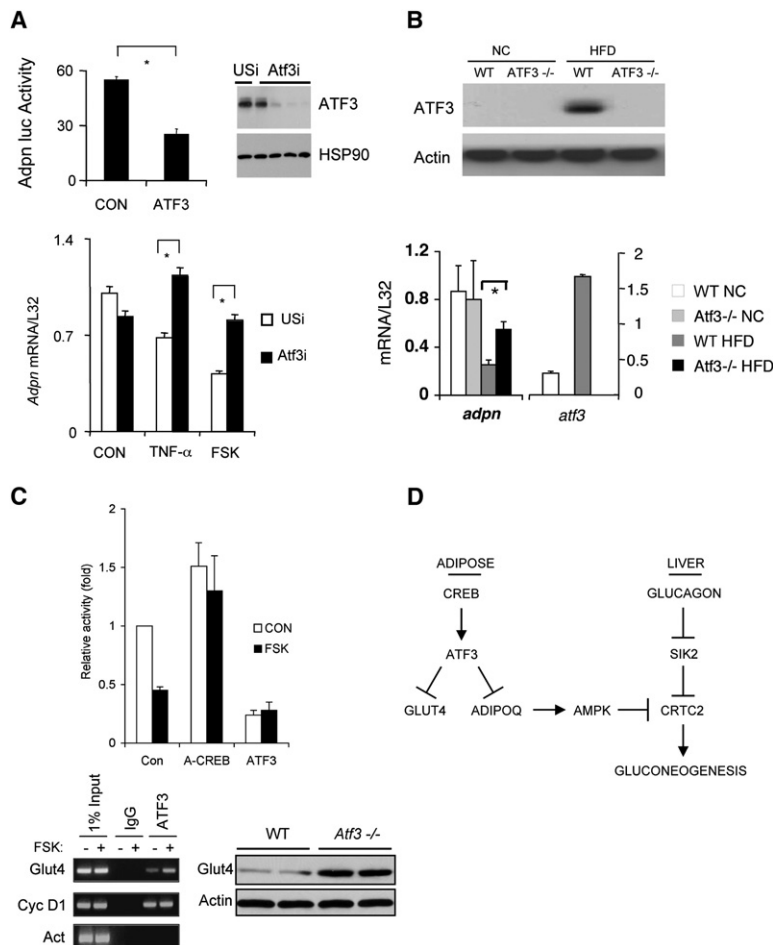 A
*
60
30
0
Adpn luc Activity
CON ATF3
USi Atf3i
ATF3
HSP90
1.4
0.7
0
Adpn mRNA/L32
*
*
USi
Atf3i
CON TNF-α FSK
B
NC HFD
WT ATF3 -/- WT ATF3 -/-
ATF3
Actin
1.2
0.8
0.4
0
mRNA/L32
*
2
1.5
1
0.5
0
adpn atf3
WT NC
Atf3-/- NC
WT HFD
Atf3-/- HFD
C
2
1.5
1
0.5
0
Relative activity (fold)
CON
FSK
Con A-CREB ATF3
1% Input IgG ATF3
FSK: - + - + - +
Glut4
Cyc D1
Act
WT Atf3 -/-
Glut4
Actin
D
ADIPOSE LIVER
CREB GLUCAGON
ATF3 SIK2
GLUT4 ADIPOQ AMPK CRTC2
GLUCONEOGENESIS